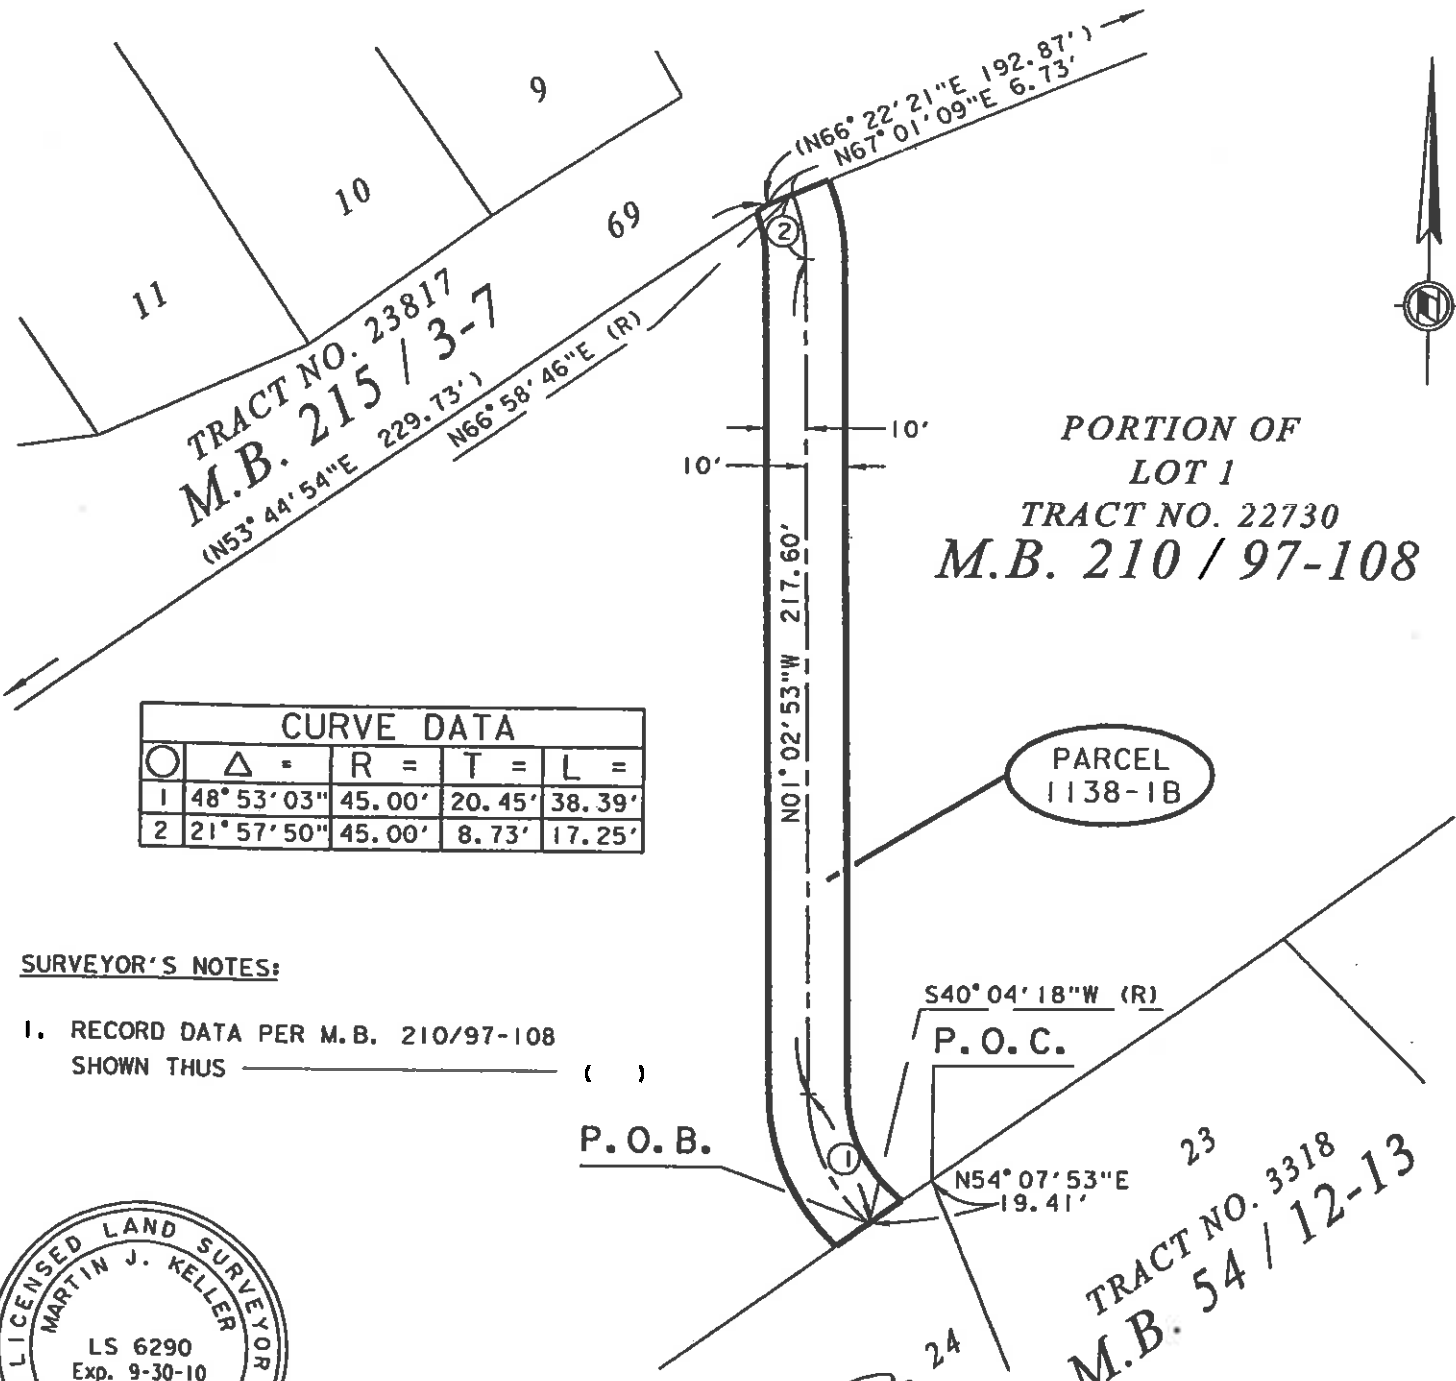 9
10
11
69
(N66°22'21"E 192.87')
N67°01'09"E 6.73'
2
TRACT NO. 23817
M.B. 215 / 3-7
(N53°44'54"E 229.73')
N66°58'46"E (R)
10'
10'
PORTION OF
LOT 1
TRACT NO. 22730
M.B. 210 / 97-108
N01°02'53"W 217.60'
CURVE DATA
△ = R = T = L =
1 48°53'03" 45.00' 20.45' 38.39'
2 21°57'50" 45.00' 8.73' 17.25'
PARCEL
1138-1B
SURVEYOR'S NOTES:
1. RECORD DATA PER M.B. 210/97-108
SHOWN THUS ( )
S40°04'18"W (R)
P.O.C.
P.O.B.
1
N54°07'53"E
19.41'
23
TRACT NO. 3318
M.B. 54 / 12-13
24
LICENSED LAND SURVEYOR
MARTIN J. KELLER
LS 6290
Exp. 9-30-10